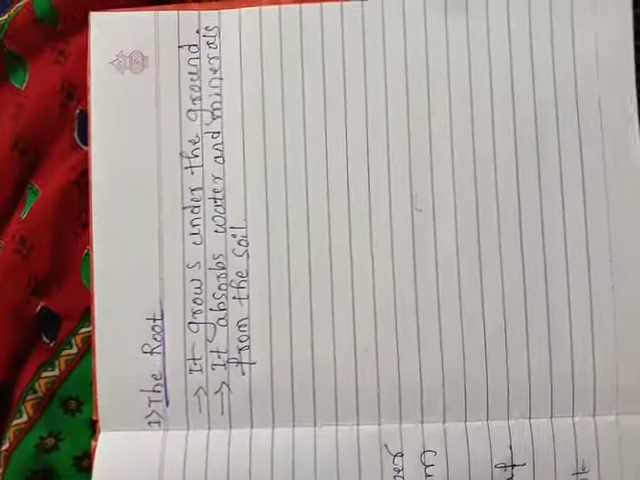 1) The Root
→ It grows under the ground.
→ It absorbs water and minerals
from the soil.